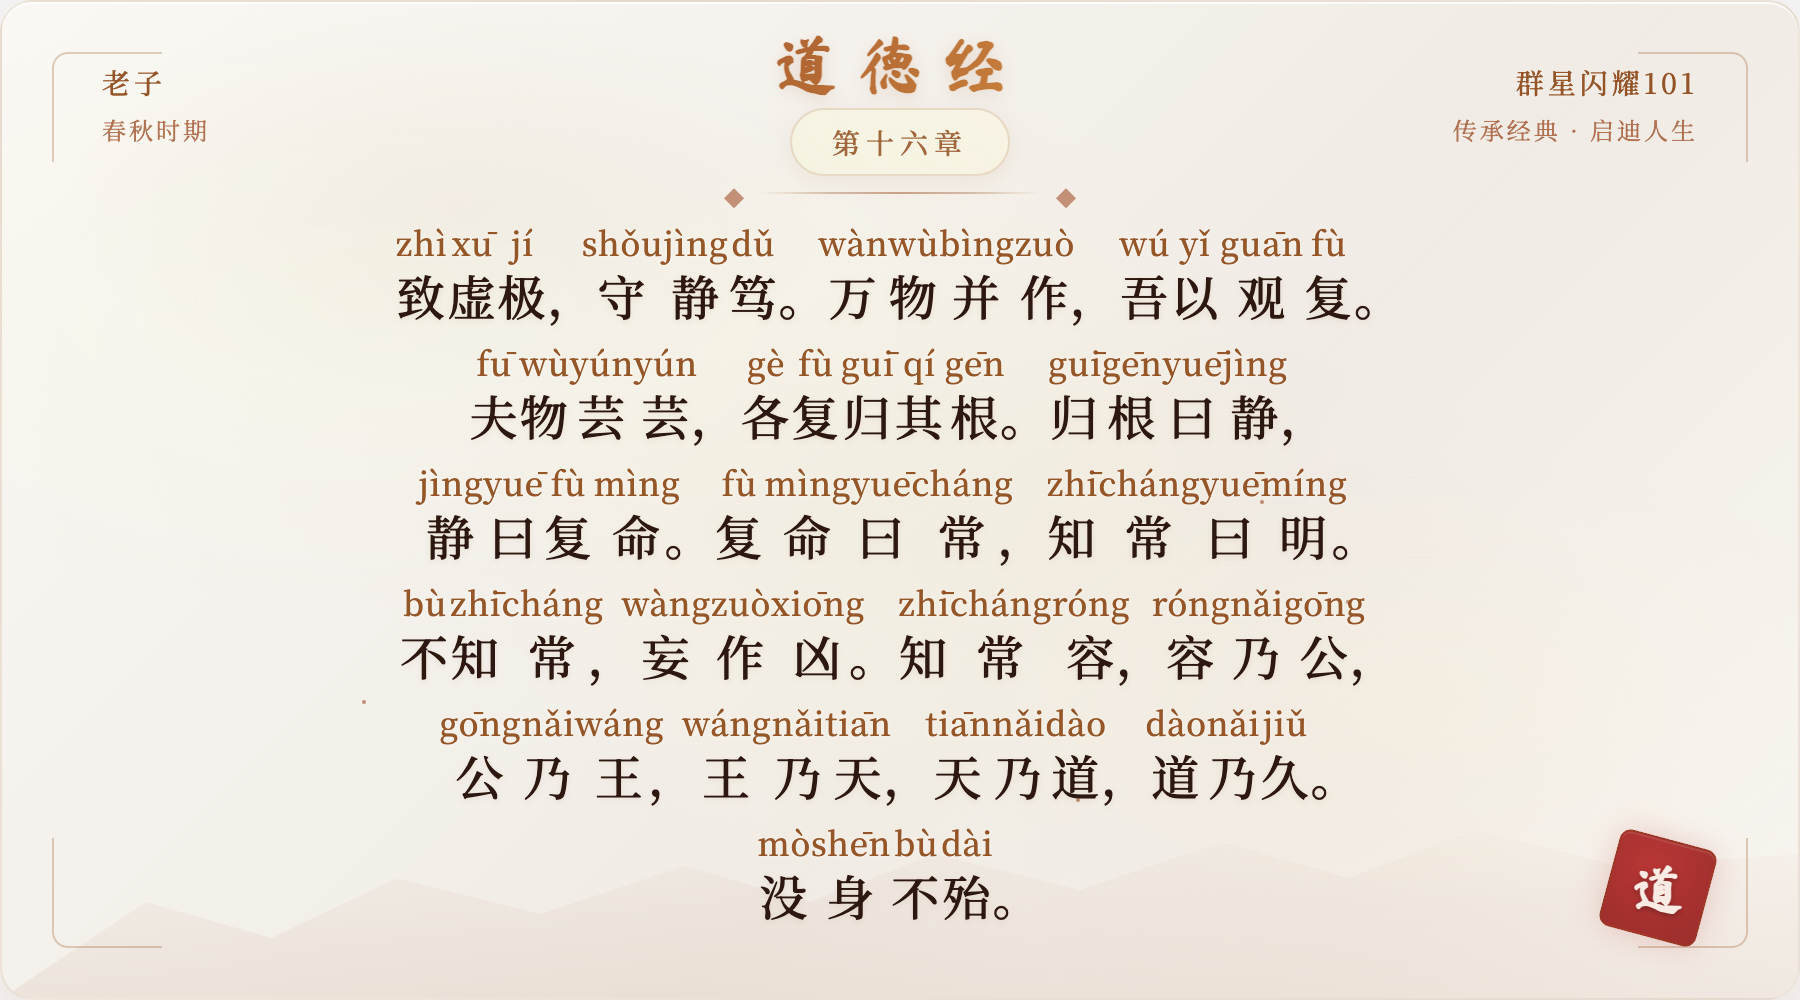 老子
春秋时期
道德经
第十六章
群星闪耀101
传承经典 · 启迪人生
zhì xū jí shǒu jìng dǔ wàn wù bìng zuò wú yǐ guān fù
致虚极，守静笃。万物并作，吾以观复。
fū wù yún yún gè fù guī qí gēn guī gēn yuē jìng
夫物芸芸，各复归其根。归根曰静，
jìng yuē fù mìng fù mìng yuē cháng zhī cháng yuē míng
静曰复命。复命曰常，知常曰明。
bù zhī cháng wàng zuò xiōng zhī cháng róng róng nǎi gōng
不知常，妄作凶。知常容，容乃公，
gōng nǎi wáng wáng nǎi tiān tiān nǎi dào dào nǎi jiǔ
公乃王，王乃天，天乃道，道乃久。
mò shēn bù dài
没身不殆。
道